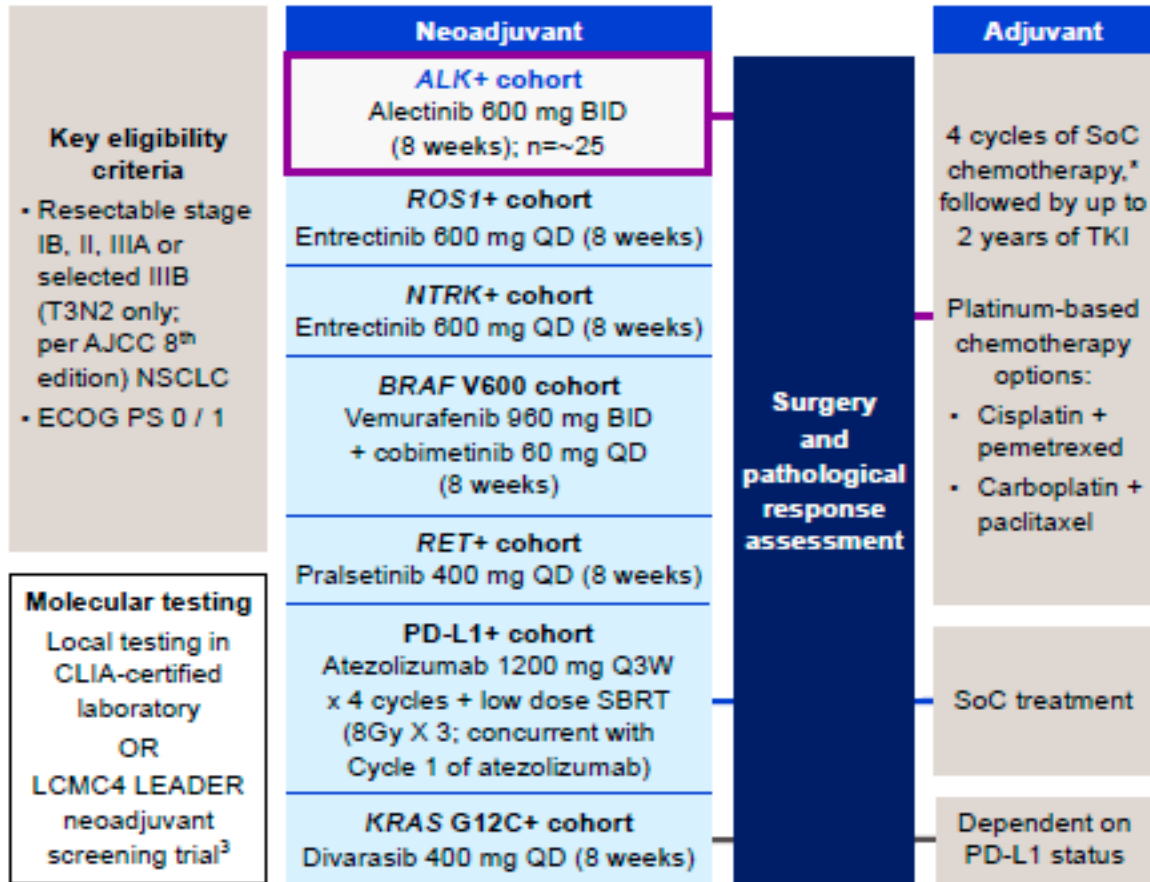 Key eligibility
criteria
▪ Resectable stage
IB, II, IIIA or
selected IIIB
(T3N2 only;
per AJCC 8th
edition) NSCLC
▪ ECOG PS 0 / 1
Molecular testing
Local testing in
CLIA-certified
laboratory
OR
LCMC4 LEADER
neoadjuvant
screening trial3
Neoadjuvant
ALK+ cohort
Alectinib 600 mg BID
(8 weeks); n=~25
ROS1+ cohort
Entrectinib 600 mg QD (8 weeks)
NTRK+ cohort
Entrectinib 600 mg QD (8 weeks)
BRAF V600 cohort
Vemurafenib 960 mg BID
+ cobimetinib 60 mg QD
(8 weeks)
RET+ cohort
Pralsetinib 400 mg QD (8 weeks)
PD-L1+ cohort
Atezolizumab 1200 mg Q3W
x 4 cycles + low dose SBRT
(8Gy X 3; concurrent with
Cycle 1 of atezolizumab)
KRAS G12C+ cohort
Divarasib 400 mg QD (8 weeks)
Surgery
and
pathological
response
assessment
Adjuvant
4 cycles of SoC
chemotherapy,*
followed by up to
2 years of TKI
Platinum-based
chemotherapy
options:
▪ Cisplatin +
pemetrexed
▪ Carboplatin +
paclitaxel
SoC treatment
Dependent on
PD-L1 status